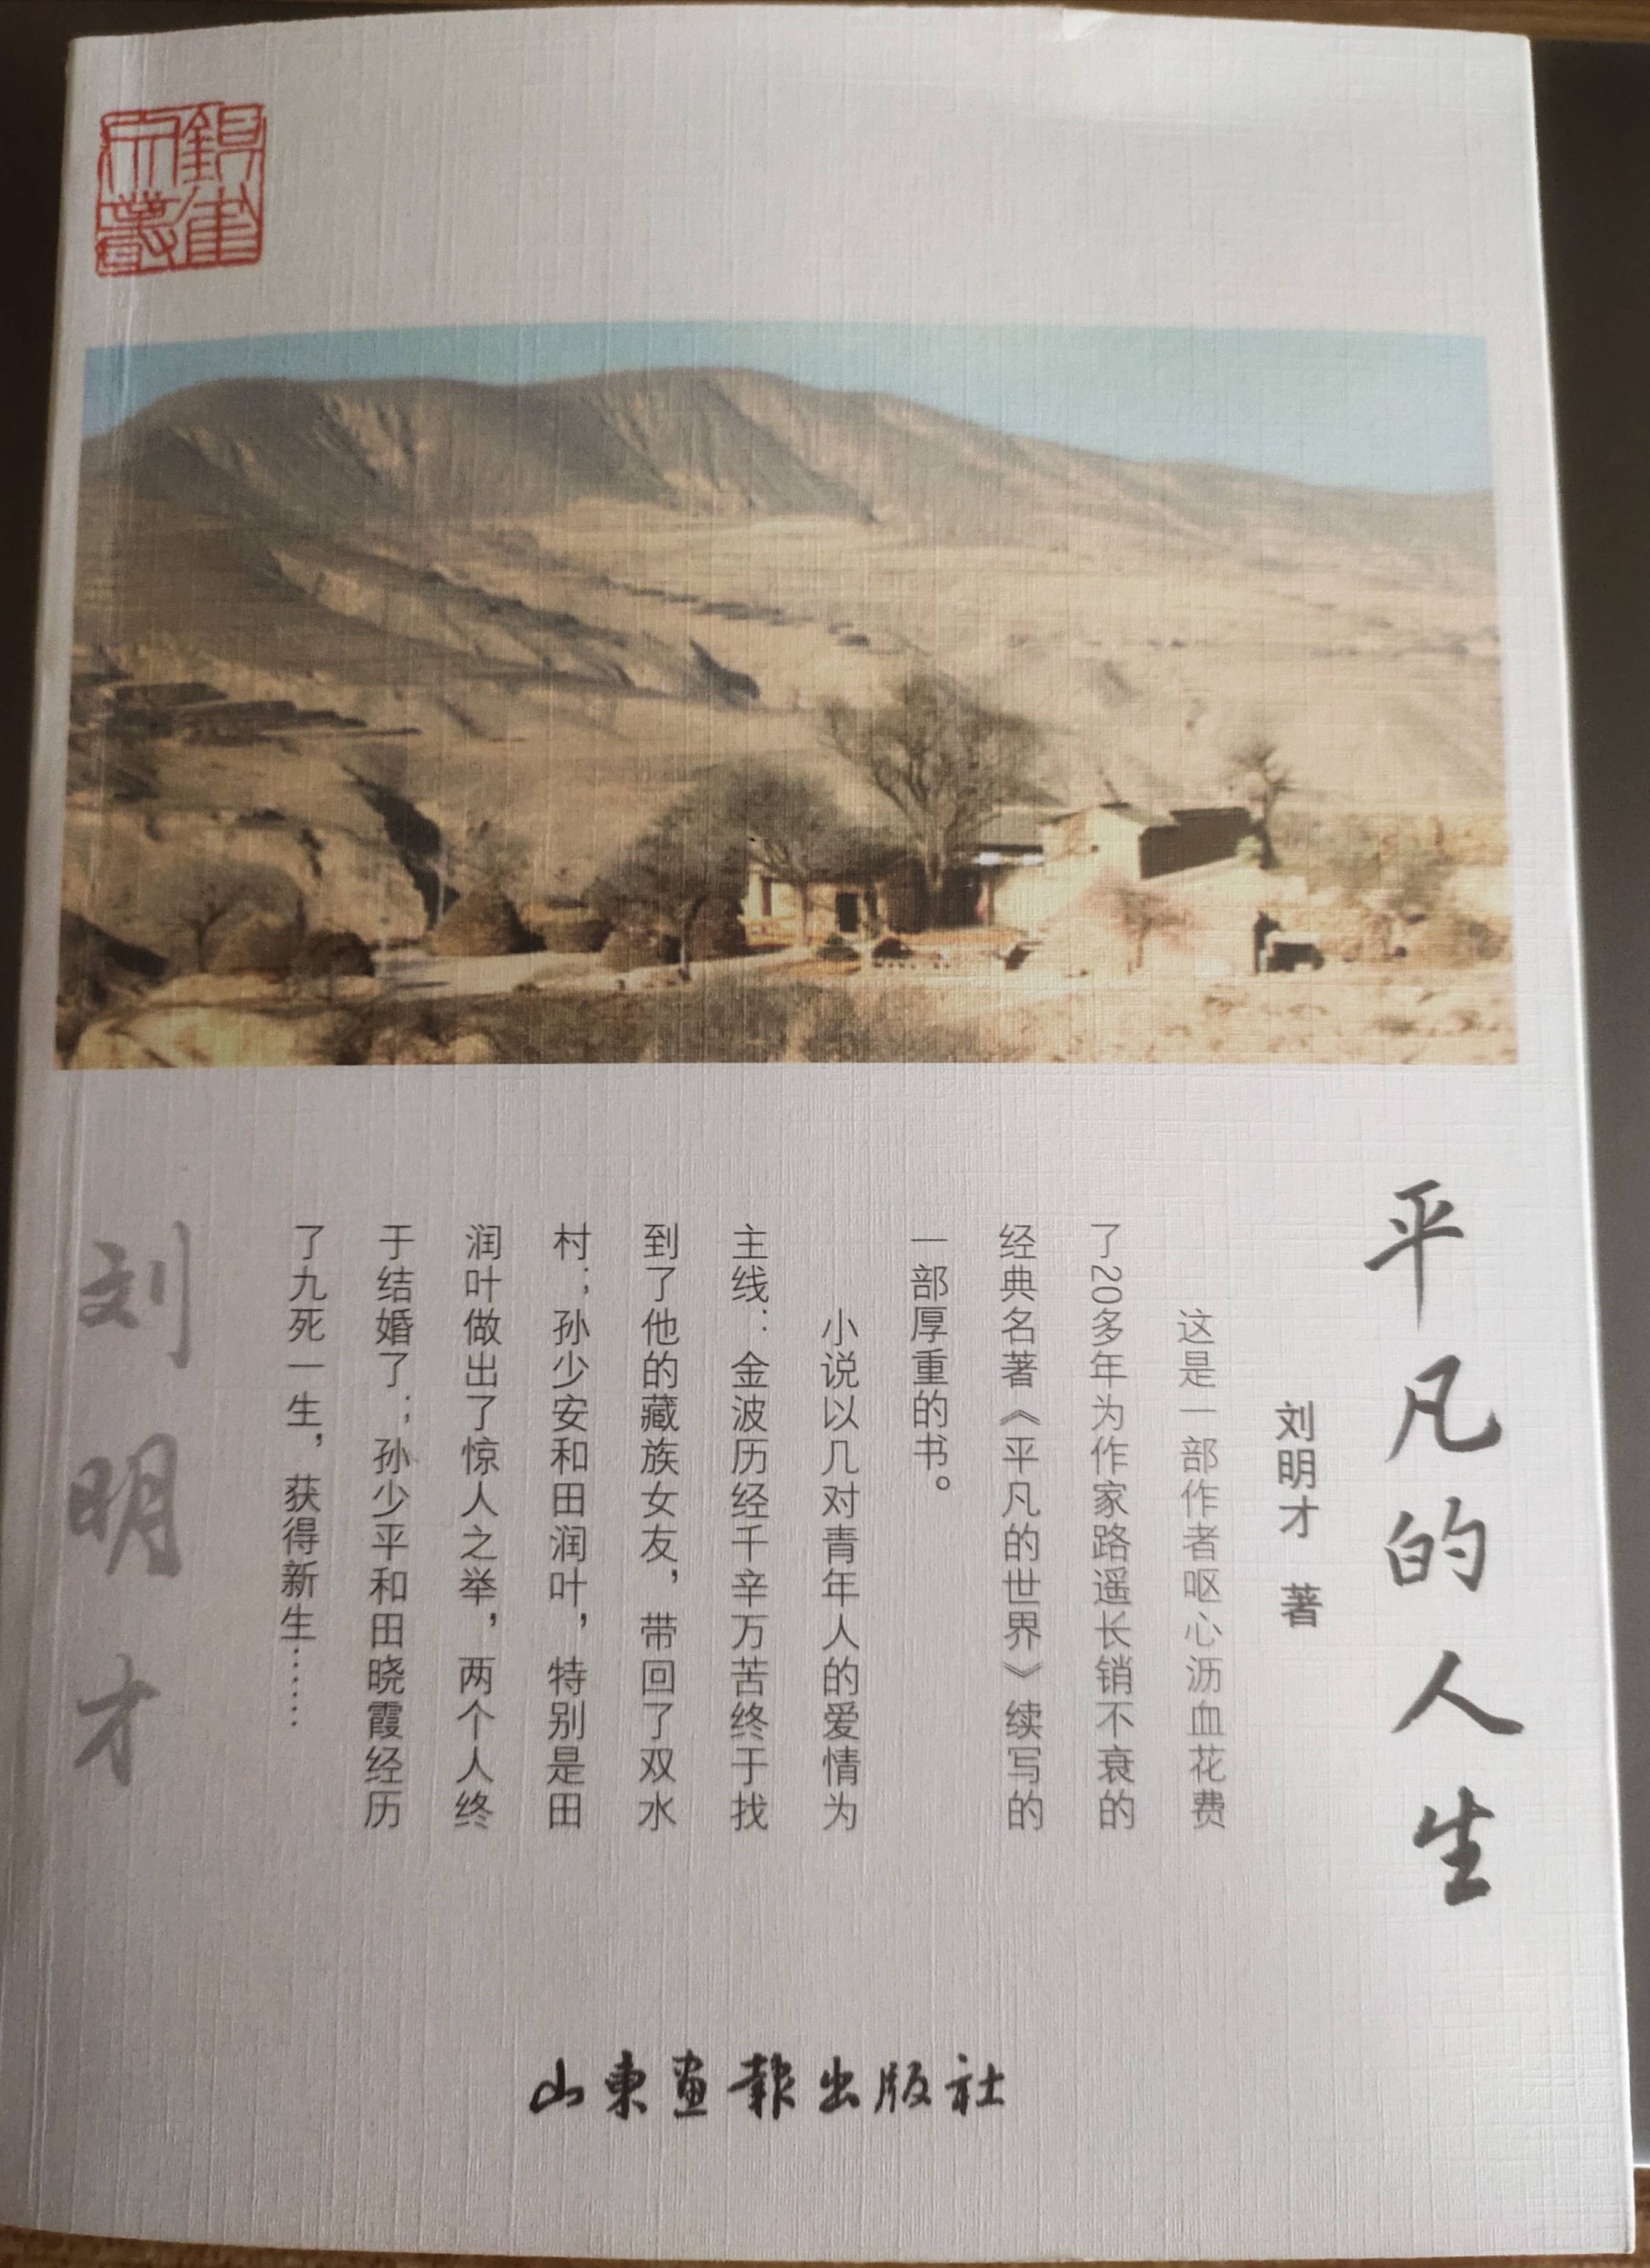 平凡的人生
刘明才 著
这是一部作者呕心沥血花费
了20多年为作家路遥长销不衰的
经典名著《平凡的世界》续写的
一部厚重的书。
小说以几对青年人的爱情为
主线：金波历经千辛万苦终于找
到了他的藏族女友，带回了双水
村；孙少安和田润叶，特别是田
润叶做出了惊人之举，两个人终
于结婚了；孙少平和田晓霞经历
了九死一生，获得新生……
刘明才
山東畫報出版社